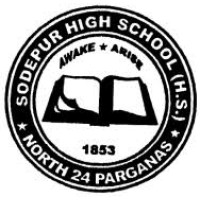 SODEPUR HIGH SCHOOL (H.S.)
AWAKE ★ ARISE
1853
★ NORTH 24 PARGANAS ★